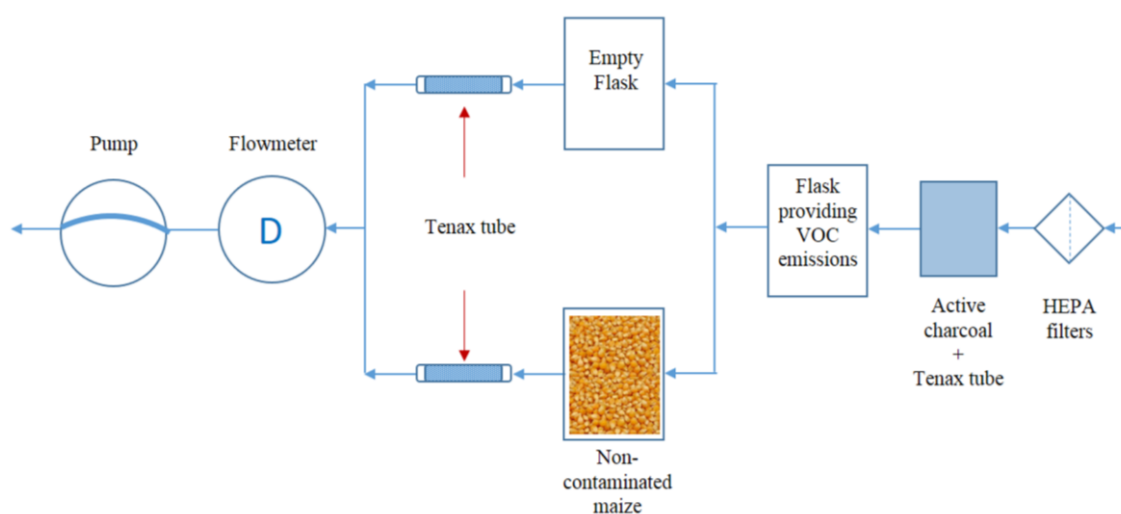 Pump
Flowmeter
D
Tenax tube
Empty
Flask
Non-
contaminated
maize
Flask
providing
VOC
emissions
Active
charcoal
+
Tenax tube
HEPA
filters